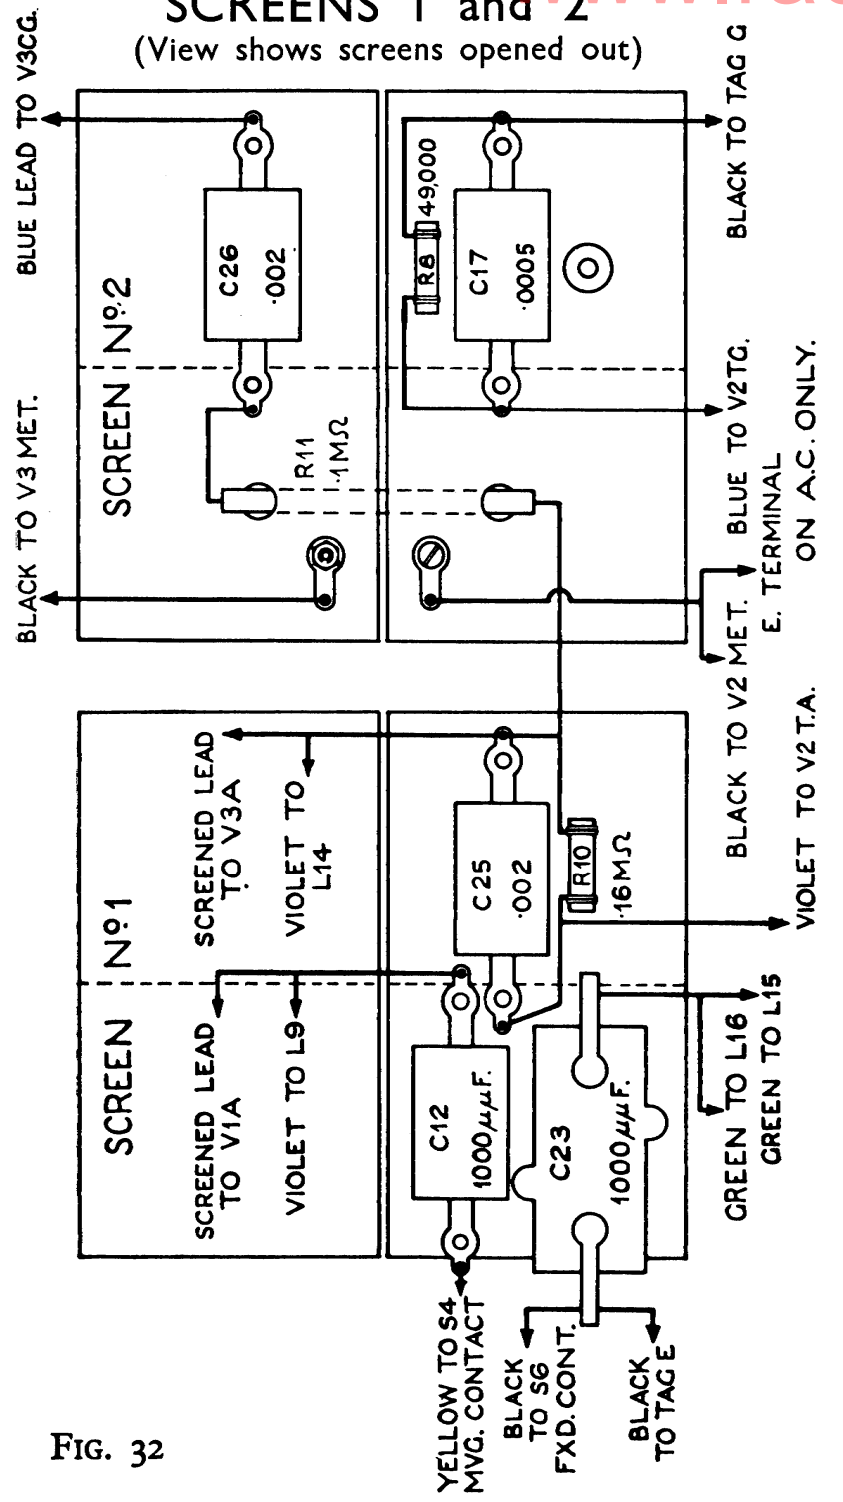 SCREENS 1 and 2
(View shows screens opened out)
BLUE LEAD TO V3CG.
BLACK TO V3 MET.
SCREEN No.2
C26
.002
R11
.1MΩ
R8
49,000
C17
.0005
BLACK TO TAG G
BLUE TO V2TG.
E. TERMINAL
ON A.C. ONLY.
BLACK TO V2 MET.
VIOLET TO V2 T.A.
SCREEN No.1
SCREENED LEAD
TO V3A
VIOLET TO
L14
SCREENED LEAD
TO V1A
VIOLET TO L9
C25
.002
R10
.16MΩ
C12
1000μμF.
C23
1000μμF.
GREEN TO L16
GREEN TO L15
YELLOW TO S4
MVG. CONTACT
BLACK
TO S6
FXD. CONT.
BLACK
TO TAG E
FIG. 32